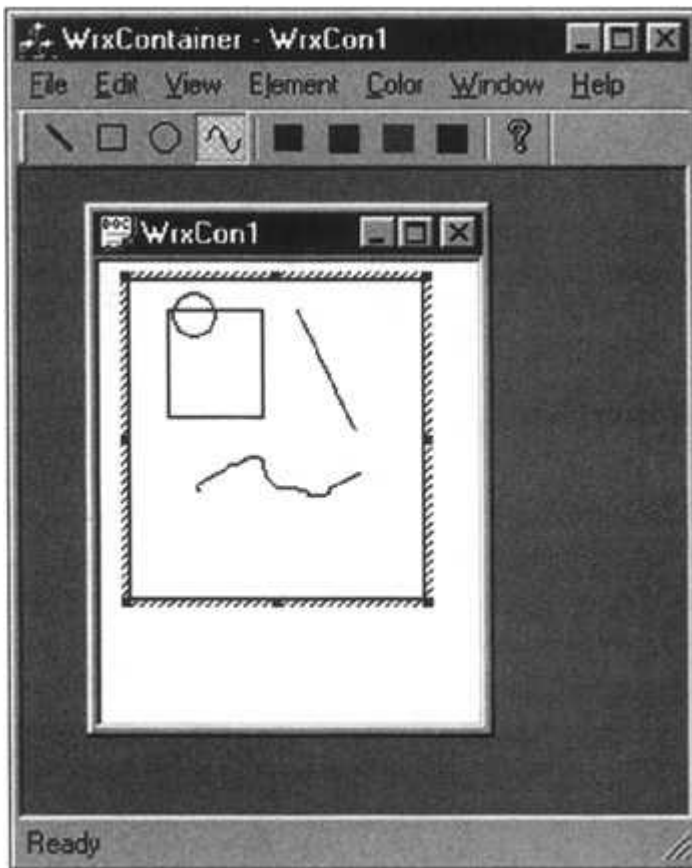 WrxContainer - WrxCon1
File Edit View Element Color Window Help
WrxCon1
Ready